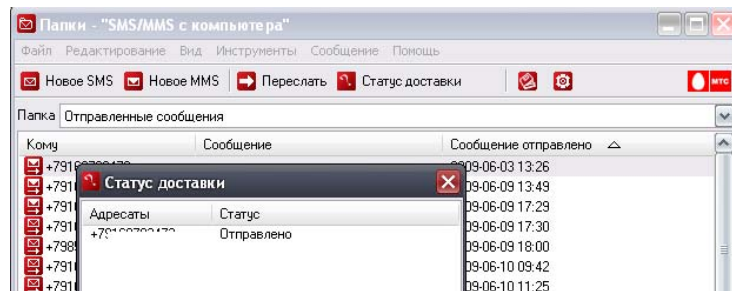 Папки - "SMS/MMS с компьютера"
Файл Редактирование Вид Инструменты Сообщение Помощь
Новое SMS Новое MMS Переслать Статус доставки мтс
Папка Отправленные сообщения
Кому Сообщение Сообщение отправлено
13:26
Статус доставки
09-06-09 13:49
09-06-09 17:29
Адресаты Статус
09-06-09 17:30
Отправлено
09-06-09 18:00
09-06-10 09:42
09-06-10 11:25